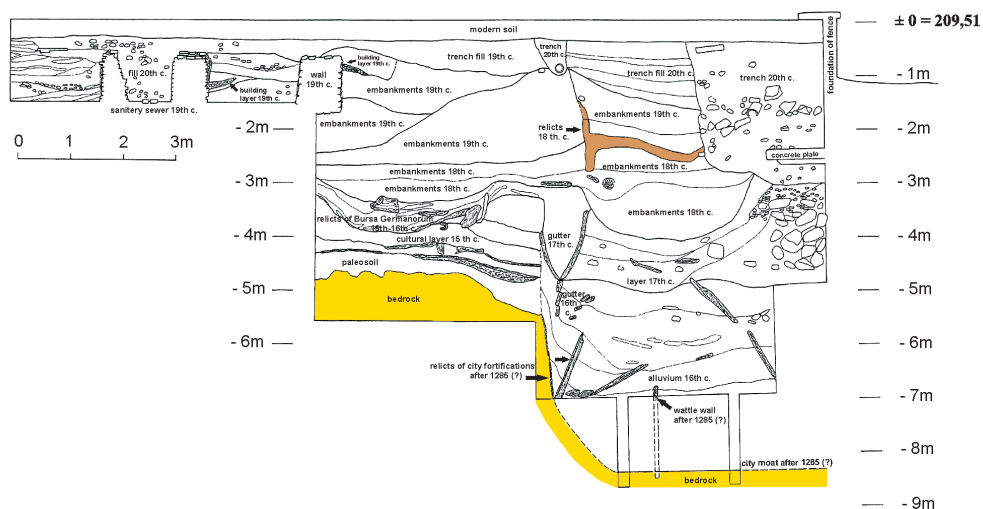 ± 0 = 209,51
modern soil
foundation of fence
trench
20th c.
building
layer 19th c.
trench fill 19th c.
fill 20th c.
wall
19th c.
trench fill 20th c.
trench 20th c.
- 1m
building
layer 19th c.
embankments 19th c.
sanitery sewer 19th c.
embankments 19th c.
embankments 19th c.
relicts
18 th. c.
- 2m
- 2m
0 1 2 3m
embankments 19th c.
concrete plale
embankments 18th c.
embankments 18th c.
- 3m
- 3m
embankments 18th c.
embankments 18th c.
relicts of Bursa Germanorum
15th-16th c.
cultural layer 15 th c.
gutter
17th c.
- 4m
- 4m
paleosoil
layer 17th c.
- 5m
- 5m
bedrock
gutter
16th
c.
- 6m
- 6m
relicts of city fortifications
after 1285 (?)
alluvium 16th c.
- 7m
wattle wall
after 1285 (?)
- 8m
city moat after 1285 (?)
bedrock
- 9m